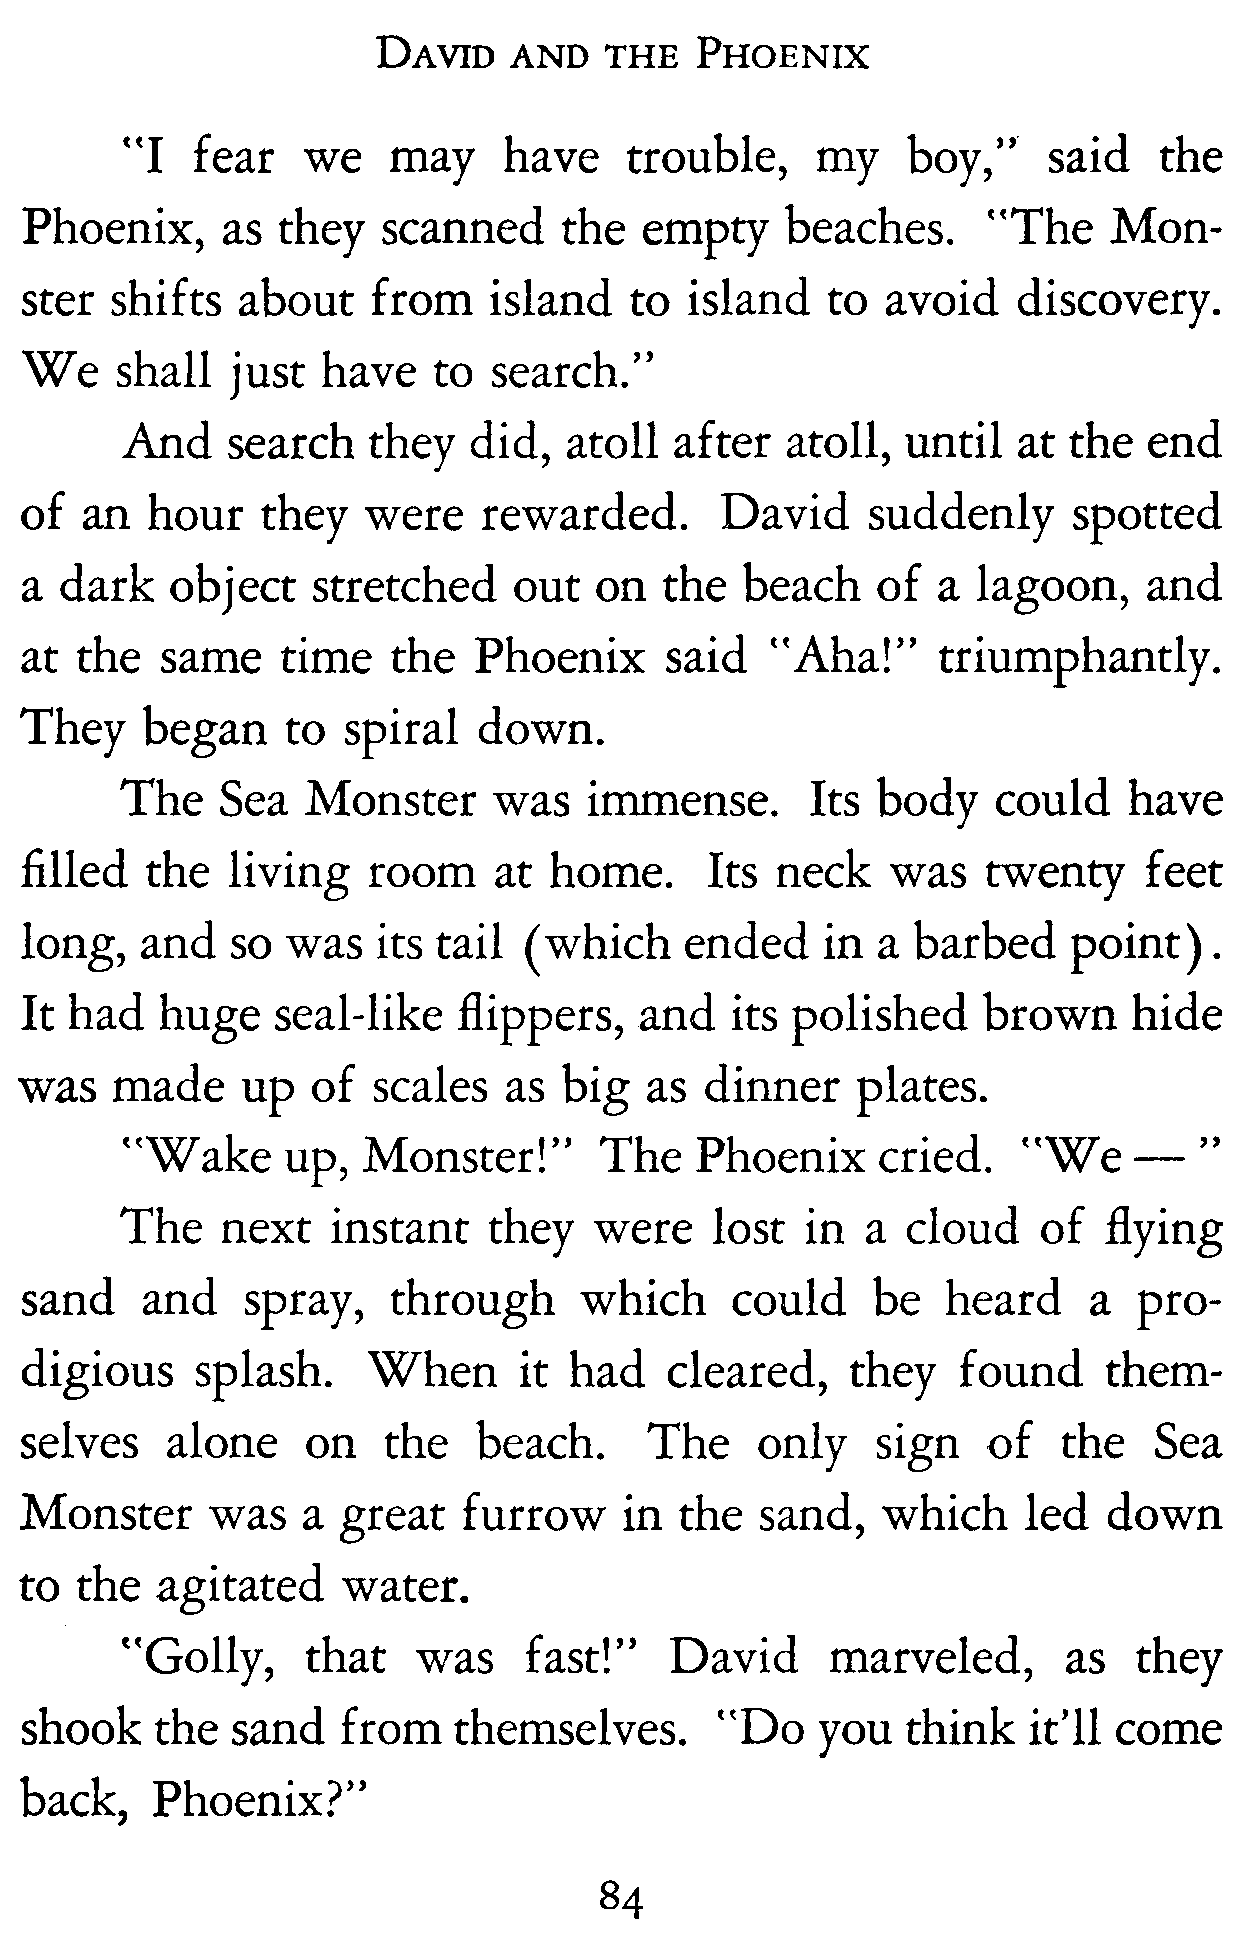 DAVID AND THE PHOENIX
"I fear we may have trouble, my boy," said the
Phoenix, as they scanned the empty beaches. "The Mon-
ster shifts about from island to island to avoid discovery.
We shall just have to search."
And search they did, atoll after atoll, until at the end
of an hour they were rewarded. David suddenly spotted
a dark object stretched out on the beach of a lagoon, and
at the same time the Phoenix said "Aha!" triumphantly.
They began to spiral down.
The Sea Monster was immense. Its body could have
filled the living room at home. Its neck was twenty feet
long, and so was its tail (which ended in a barbed point).
It had huge seal-like flippers, and its polished brown hide
was made up of scales as big as dinner plates.
"Wake up, Monster!" The Phoenix cried. "We — "
The next instant they were lost in a cloud of flying
sand and spray, through which could be heard a pro-
digious splash. When it had cleared, they found them-
selves alone on the beach. The only sign of the Sea
Monster was a great furrow in the sand, which led down
to the agitated water.
"Golly, that was fast!" David marveled, as they
shook the sand from themselves. "Do you think it'll come
back, Phoenix?"
84